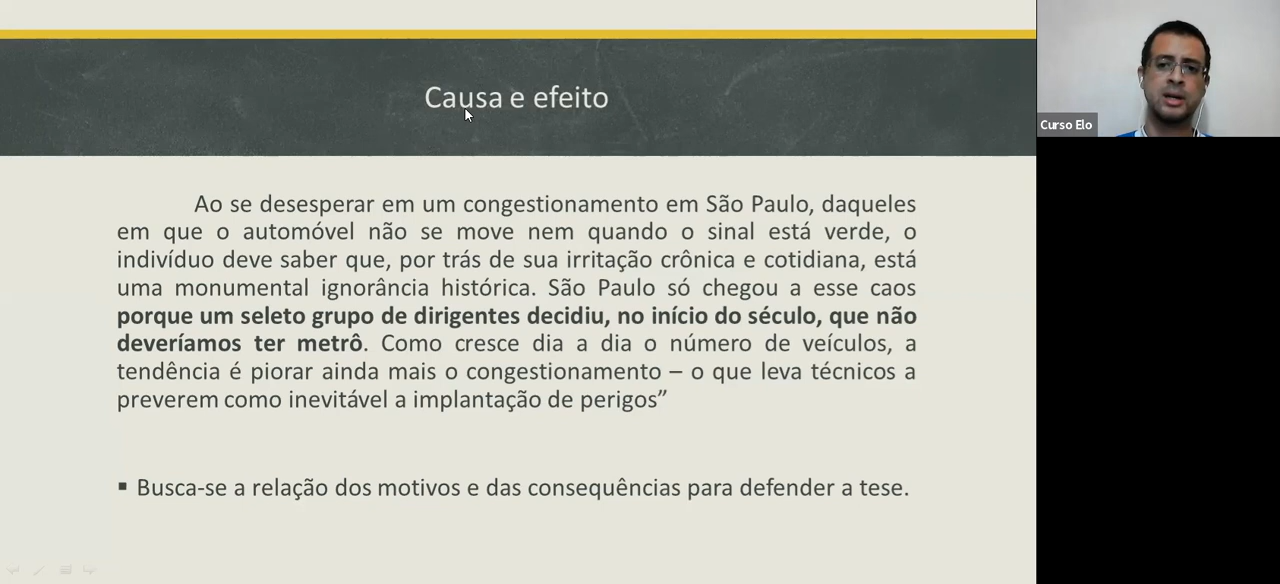 Causa e efeito
Curso Elo
Ao se desesperar em um congestionamento em São Paulo, daqueles
em que o automóvel não se move nem quando o sinal está verde, o
indivíduo deve saber que, por trás de sua irritação crônica e cotidiana, está
uma monumental ignorância histórica. São Paulo só chegou a esse caos
porque um seleto grupo de dirigentes decidiu, no início do século, que não
deveríamos ter metrô. Como cresce dia a dia o número de veículos, a
tendência é piorar ainda mais o congestionamento – o que leva técnicos a
preverem como inevitável a implantação de perigos”
▪ Busca-se a relação dos motivos e das consequências para defender a tese.